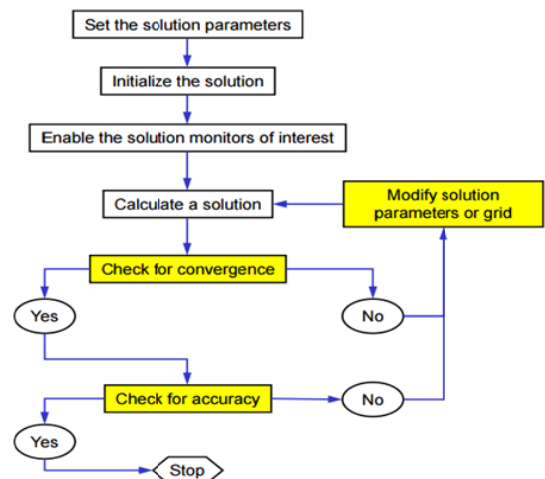 Set the solution parameters
Initialize the solution
Enable the solution monitors of interest
Calculate a solution
Modify solution
parameters or grid
Check for convergence
Yes
No
Check for accuracy
No
Yes
Stop